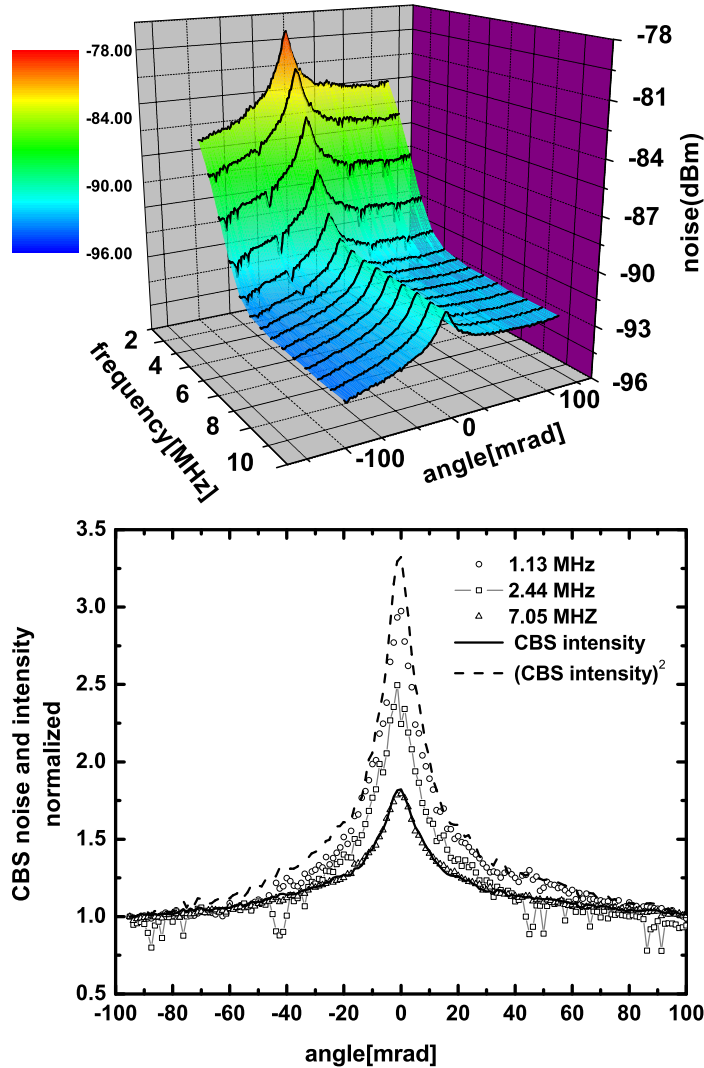 -78.00
-84.00
-90.00
-96.00
-78
-81
-84
-87
-90
-93
-96
noise(dBm)
2
4
6
8
10
frequency[MHz]
-100
0
100
angle[mrad]
3.5
3.0
2.5
2.0
1.5
1.0
0.5
CBS noise and intensity
normalized
1.13 MHz
2.44 MHz
7.05 MHZ
CBS intensity
(CBS intensity)²
-100 -80 -60 -40 -20 0 20 40 60 80 100
angle[mrad]